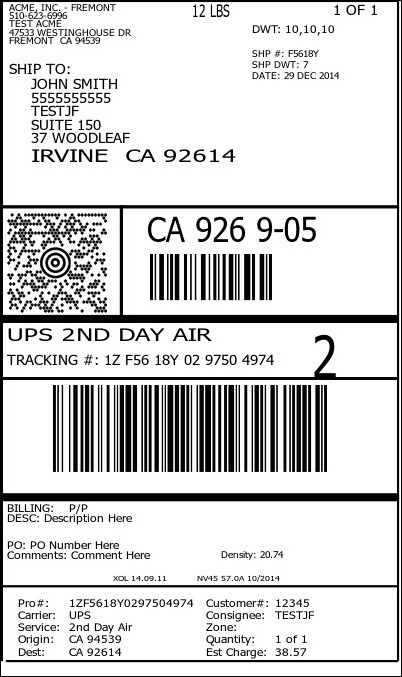 ACME, INC. - FREMONT 12 LBS 1 OF 1
510-623-6996
TEST ACME
47533 WESTINGHOUSE DR
FREMONT CA 94539
DWT: 10,10,10
SHP #: F5618Y
SHP DWT: 7
DATE: 29 DEC 2014
SHIP TO:
JOHN SMITH
5555555555
TESTJF
SUITE 150
37 WOODLEAF
IRVINE CA 92614
CA 926 9-05
UPS 2ND DAY AIR
TRACKING #: 1Z F56 18Y 02 9750 4974
2
BILLING: P/P
DESC: Description Here
PO: PO Number Here
Comments: Comment Here Density: 20.74
XOL 14.09.11 NV45 57.0A 10/2014
Pro#: 1ZF5618Y0297504974 Customer#: 12345
Carrier: UPS Consignee: TESTJF
Service: 2nd Day Air Zone:
Origin: CA 94539 Quantity: 1 of 1
Dest: CA 92614 Est Charge: 38.57